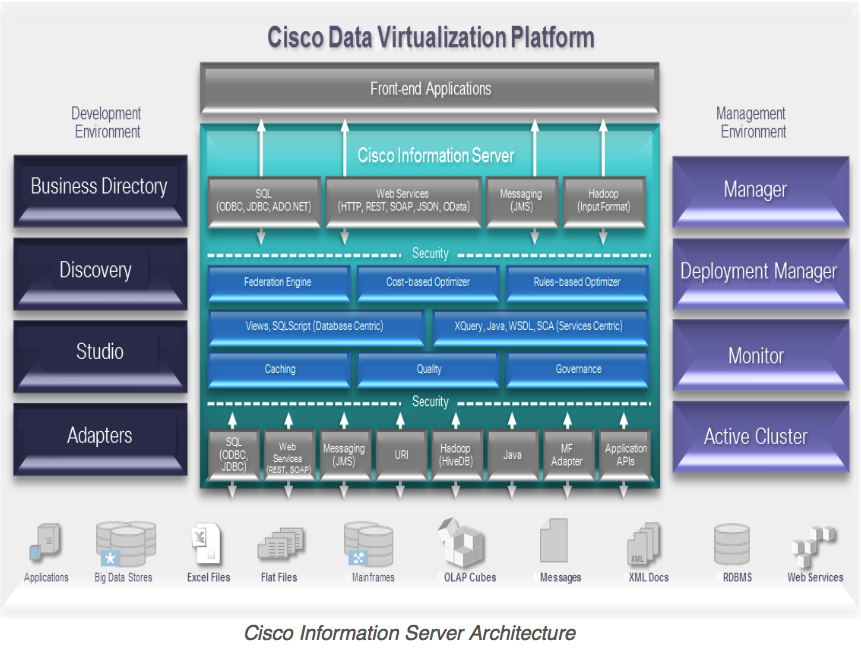 Cisco Data Virtualization Platform
Front-end Applications
Development
Environment
Business Directory
Discovery
Studio
Adapters
Cisco Information Server
SQL
(ODBC, JDBC, ADO.NET)
Web Services
(HTTP, REST, SOAP, JSON, OData)
Messaging
(JMS)
Hadoop
(Input Format)
Security
Federation Engine
Cost-based Optimizer
Rules-based Optimizer
Views, SQLScript (Database Centric)
XQuery, Java, WSDL, SCA (Services Centric)
Caching
Quality
Governance
Security
SQL
(ODBC,
JDBC)
Web
Services
(REST, SOAP)
Messaging
(JMS)
URI
Hadoop
(HiveDB)
Java
MF
Adapter
Application
APIs
Management
Environment
Manager
Deployment Manager
Monitor
Active Cluster
Applications
Big Data Stores
Excel Files
Flat Files
Mainframes
OLAP Cubes
Messages
XML
XML Docs
RDBMS
Web Services
Cisco Information Server Architecture